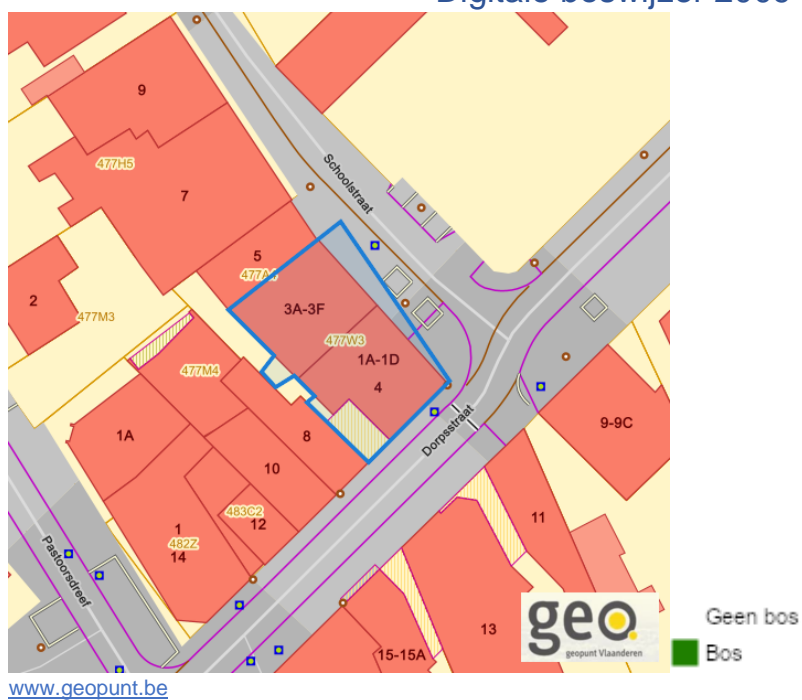 9
477H5
7
Schoolstraat
5
477A4
2
477M3
3A-3F
477W3
1A-1D
4
477M4
1A
8
Dorpsstraat
9-9C
10
483C2
12
1
482Z
14
11
Pastoorsdreef
13
15-15A
geo
geopunt Vlaanderen
Geen bos
Bos
www.geopunt.be